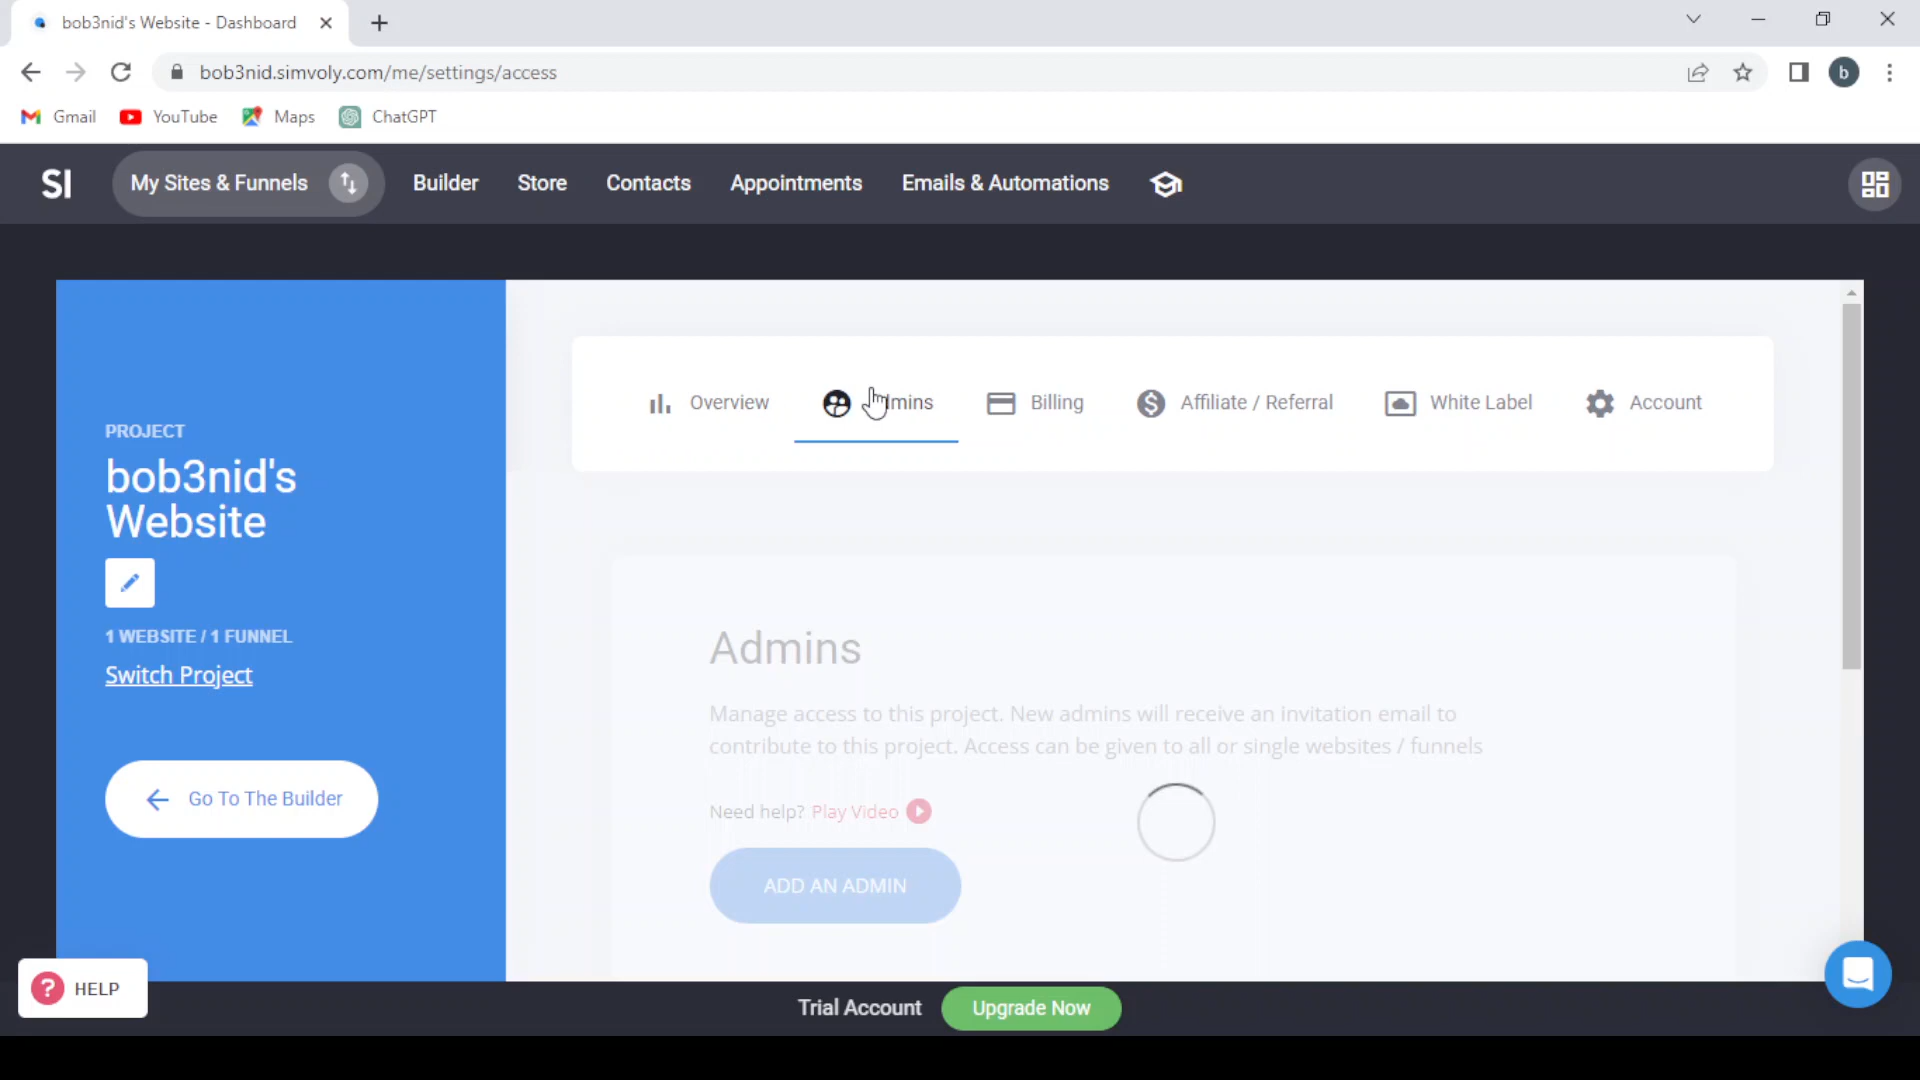 bob3nid's Website - Dashboard
bob3nid.simvoly.com/me/settings/access
b
Gmail
YouTube
Maps
ChatGPT
SI
My Sites & Funnels
Builder
Store
Contacts
Appointments
Emails & Automations
Overview
Admins
Billing
Affiliate / Referral
White Label
Account
PROJECT
bob3nid's
Website
1 WEBSITE / 1 FUNNEL
Switch Project
Go To The Builder
Admins
Manage access to this project. New admins will receive an invitation email to
contribute to this project. Access can be given to all or single websites / funnels
Need help? Play Video
ADD AN ADMIN
? HELP
Trial Account
Upgrade Now